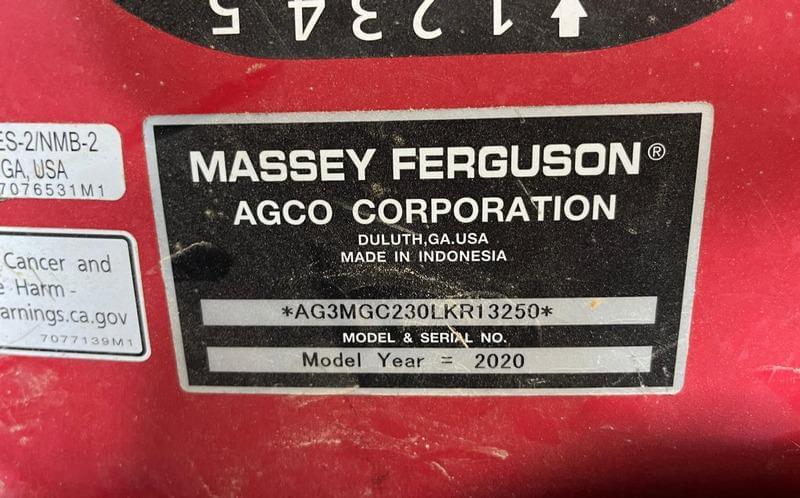 1 2 3 4 5
ES-2/NMB-2
GA, USA
7076531M1
Cancer and
Harm -
arnings.ca.gov
7077139M1
MASSEY FERGUSON®
AGCO CORPORATION
DULUTH,GA.USA
MADE IN INDONESIA
*AG3MGC230LKR13250*
MODEL & SERIAL NO.
Model Year = 2020